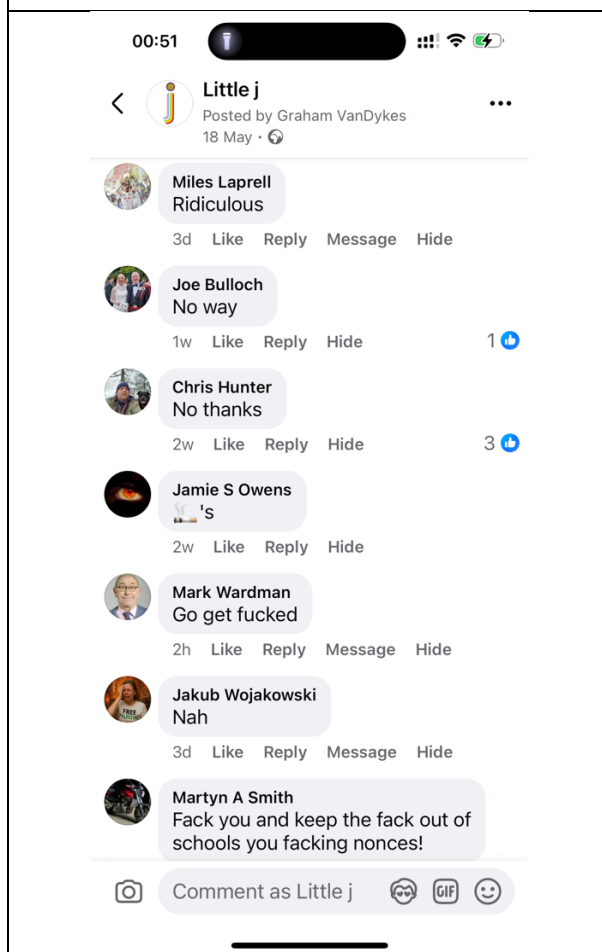 00:51
Little j
Posted by Graham VanDykes
18 May ·
Miles Laprell
Ridiculous
3d Like Reply Message Hide
Joe Bulloch
No way
1w Like Reply Hide 1
Chris Hunter
No thanks
2w Like Reply Hide 3
Jamie S Owens
🚬's
2w Like Reply Hide
Mark Wardman
Go get fucked
2h Like Reply Message Hide
Jakub Wojakowski
Nah
3d Like Reply Message Hide
Martyn A Smith
Fack you and keep the fack out of
schools you facking nonces!
Comment as Little j GIF